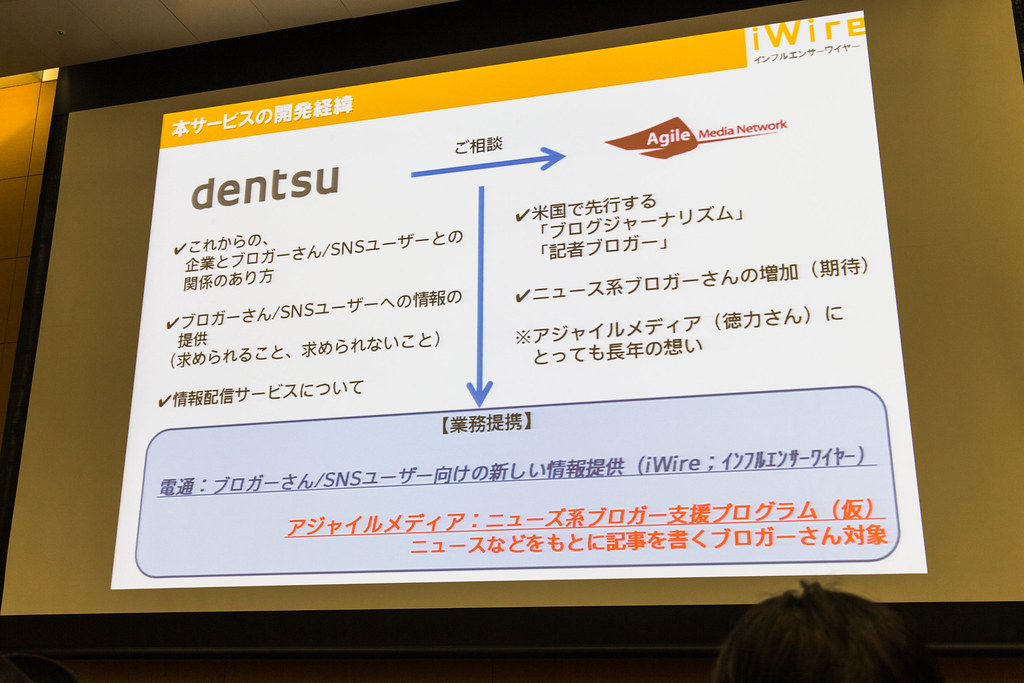 iWire
インフルエンサーワイヤー
本サービスの開発経緯
dentsu
ご相談
Agile Media Network
✔これからの、
企業とブロガーさん/SNSユーザーとの
関係のあり方
✔ブロガーさん/SNSユーザーへの情報の
提供
（求められること、求められないこと）
✔情報配信サービスについて
✔米国で先行する
「ブログジャーナリズム」
「記者ブロガー」
✔ニュース系ブロガーさんの増加（期待）
※アジャイルメディア（徳力さん）に
とっても長年の想い
【業務提携】
電通：ブロガーさん/SNSユーザー向けの新しい情報提供（iWire；ｲﾝﾌﾙｴﾝｻｰﾜｲﾔｰ）
アジャイルメディア：ニューズ系ブロガー支援プログラム（仮）
ニュースなどをもとに記事を書くブロガーさん対象